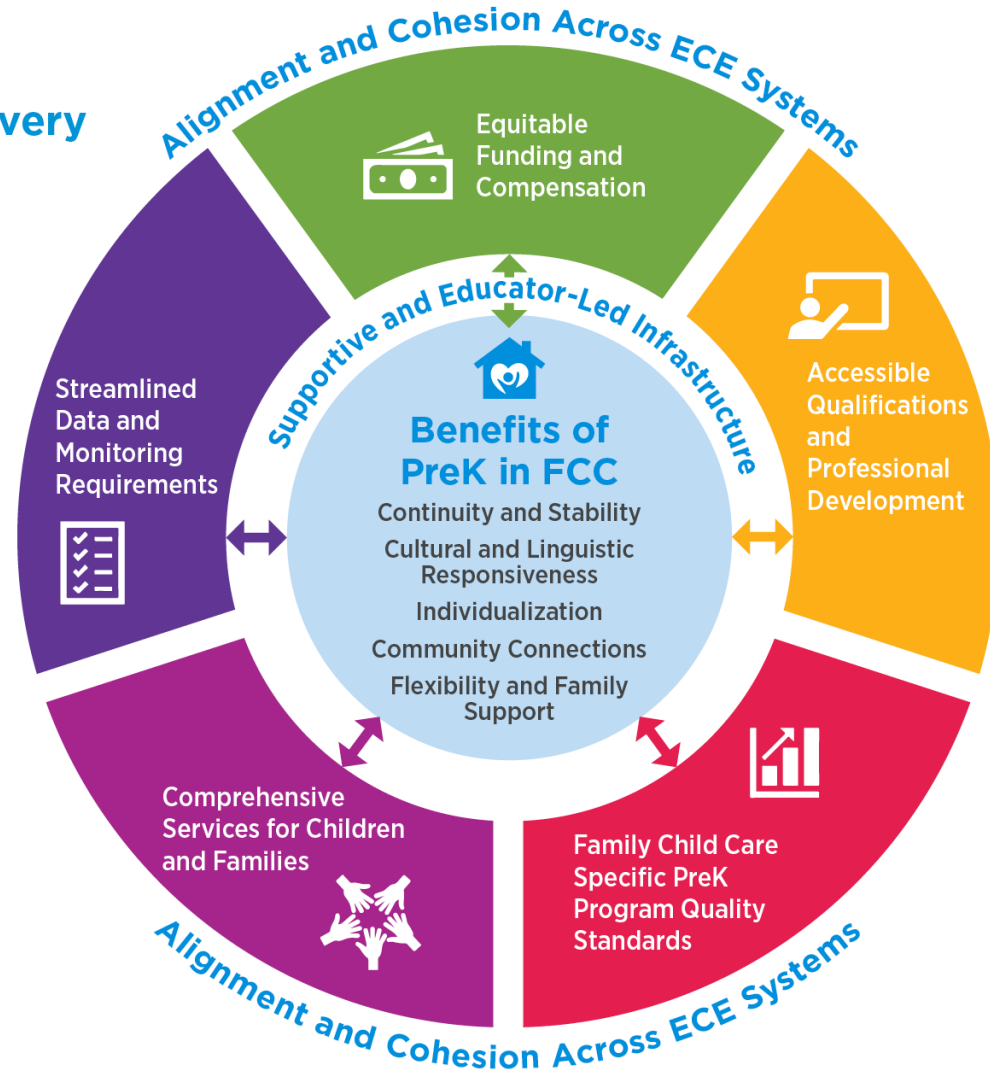 Alignment and Cohesion Across ECE Systems
very
Equitable
Funding and
Compensation
Accessible
Qualifications
and
Professional
Development
Family Child Care
Specific PreK
Program Quality
Standards
Comprehensive
Services for Children
and Families
Streamlined
Data and
Monitoring
Requirements
Supportive and Educator-Led Infrastructure
Benefits of
PreK in FCC
Continuity and Stability
Cultural and Linguistic
Responsiveness
Individualization
Community Connections
Flexibility and Family
Support
Alignment and Cohesion Across ECE Systems